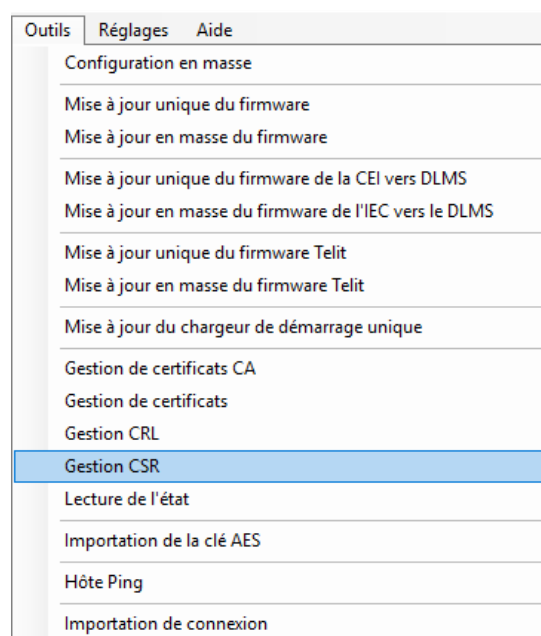 Outils Réglages Aide
Configuration en masse
Mise à jour unique du firmware
Mise à jour en masse du firmware
Mise à jour unique du firmware de la CEI vers DLMS
Mise à jour en masse du firmware de l'IEC vers le DLMS
Mise à jour unique du firmware Telit
Mise à jour en masse du firmware Telit
Mise à jour du chargeur de démarrage unique
Gestion de certificats CA
Gestion de certificats
Gestion CRL
Gestion CSR
Lecture de l'état
Importation de la clé AES
Hôte Ping
Importation de connexion